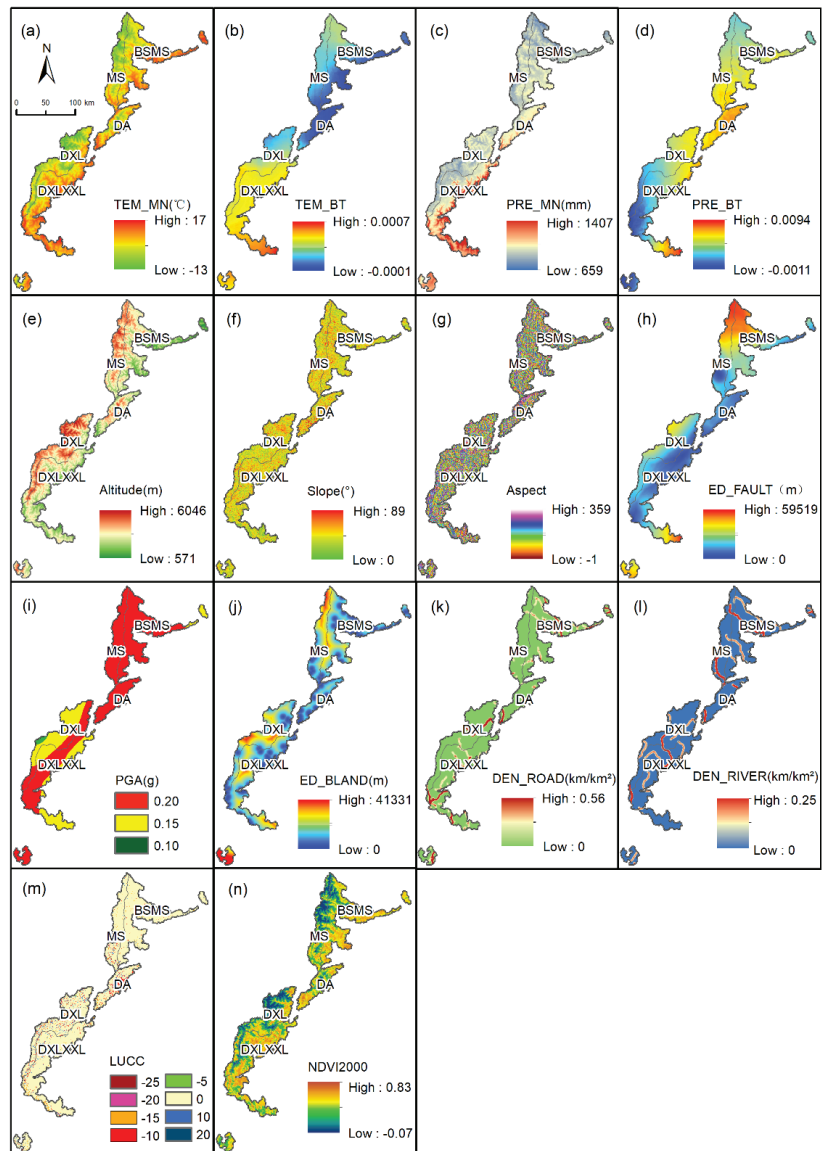 (a)
N
0 50 100 km
BSMS
MS
DA
DXL
DXLXXL
TEM_MN(℃)
High : 17
Low : -13
(b)
BSMS
MS
DA
DXL
DXLXXL
TEM_BT
High : 0.0007
Low : -0.0001
(c)
BSMS
MS
DA
DXL
DXLXXL
PRE_MN(mm)
High : 1407
Low : 659
(d)
BSMS
MS
DA
DXL
DXLXXL
PRE_BT
High : 0.0094
Low : -0.0011
(e)
BSMS
MS
DA
DXL
DXLXXL
Altitude(m)
High : 6046
Low : 571
(f)
BSMS
MS
DA
DXL
DXLXXL
Slope(°)
High : 89
Low : 0
(g)
BSMS
MS
DA
DXL
DXLXXL
Aspect
High : 359
Low : -1
(h)
BSMS
MS
DA
DXL
DXLXXL
ED_FAULT（m）
High : 59519
Low : 0
(i)
BSMS
MS
DA
DXL
DXLXXL
PGA(g)
0.20
0.15
0.10
(j)
BSMS
MS
DA
DXL
DXLXXL
ED_BLAND(m)
High : 41331
Low : 0
(k)
BSMS
MS
DA
DXL
DXLXXL
DEN_ROAD(km/km²)
High : 0.56
Low : 0
(l)
BSMS
MS
DA
DXL
DXLXXL
DEN_RIVER(km/km²)
High : 0.25
Low : 0
(m)
BSMS
MS
DA
DXL
DXLXXL
LUCC
-25 -5
-20 0
-15 10
-10 20
(n)
BSMS
MS
DA
DXL
DXLXXL
NDVI2000
High : 0.83
Low : -0.07